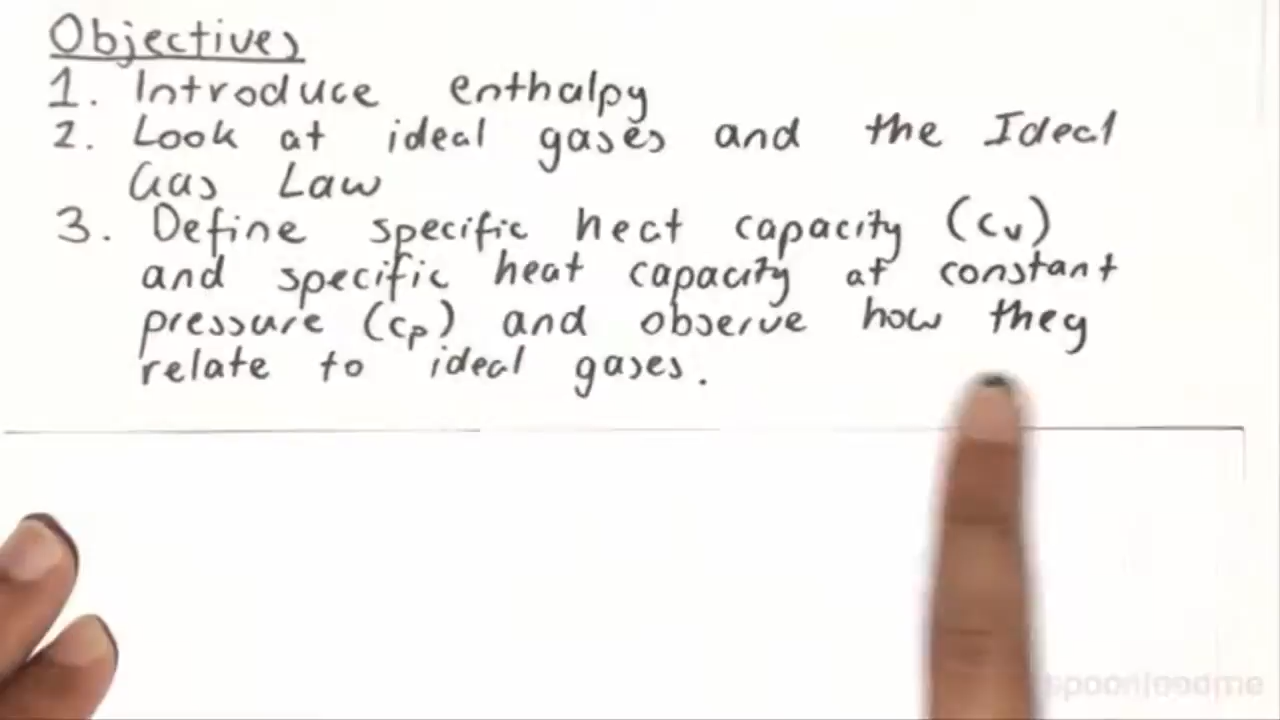 Objectives
1. Introduce enthalpy
2. Look at ideal gases and the Ideal
Gas Law
3. Define specific heat capacity (cv)
and specific heat capacity at constant
pressure (cp) and observe how they
relate to ideal gases.
spoonfeedme